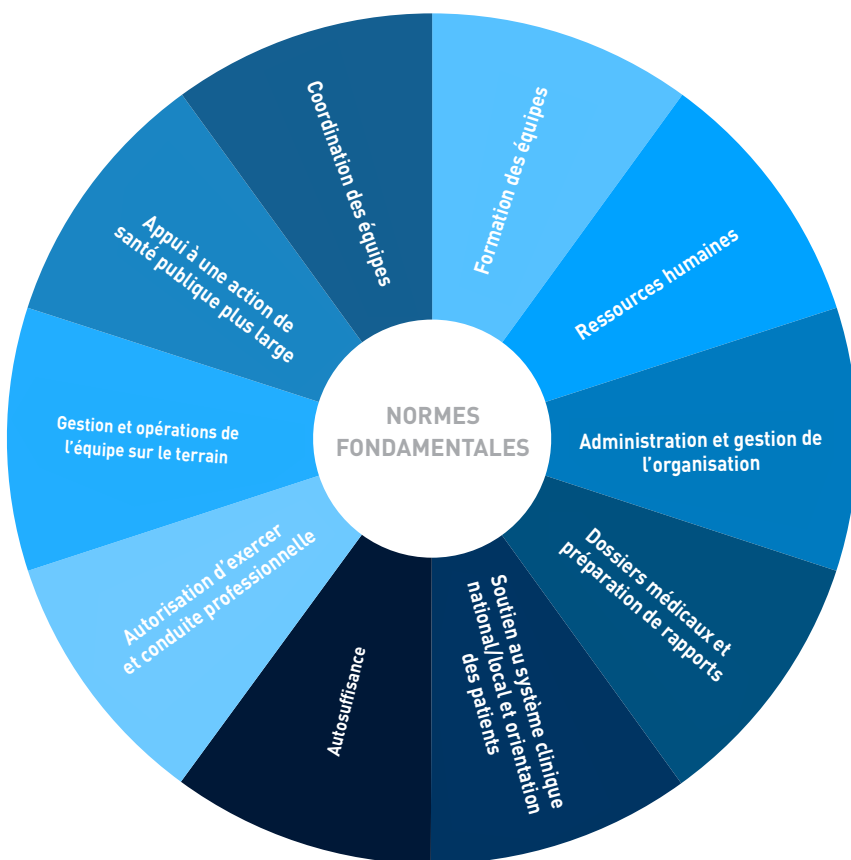 NORMES
FONDAMENTALES
Formation des équipes
Ressources humaines
Administration et gestion de
l'organisation
Dossiers médicaux et
préparation de rapports
Soutien au système clinique
national/local et orientation
des patients
Autosuffisance
Autorisation d'exercer
et conduite professionnelle
Gestion et opérations de
l'équipe sur le terrain
Appui à une action de
santé publique plus large
Coordination des équipes